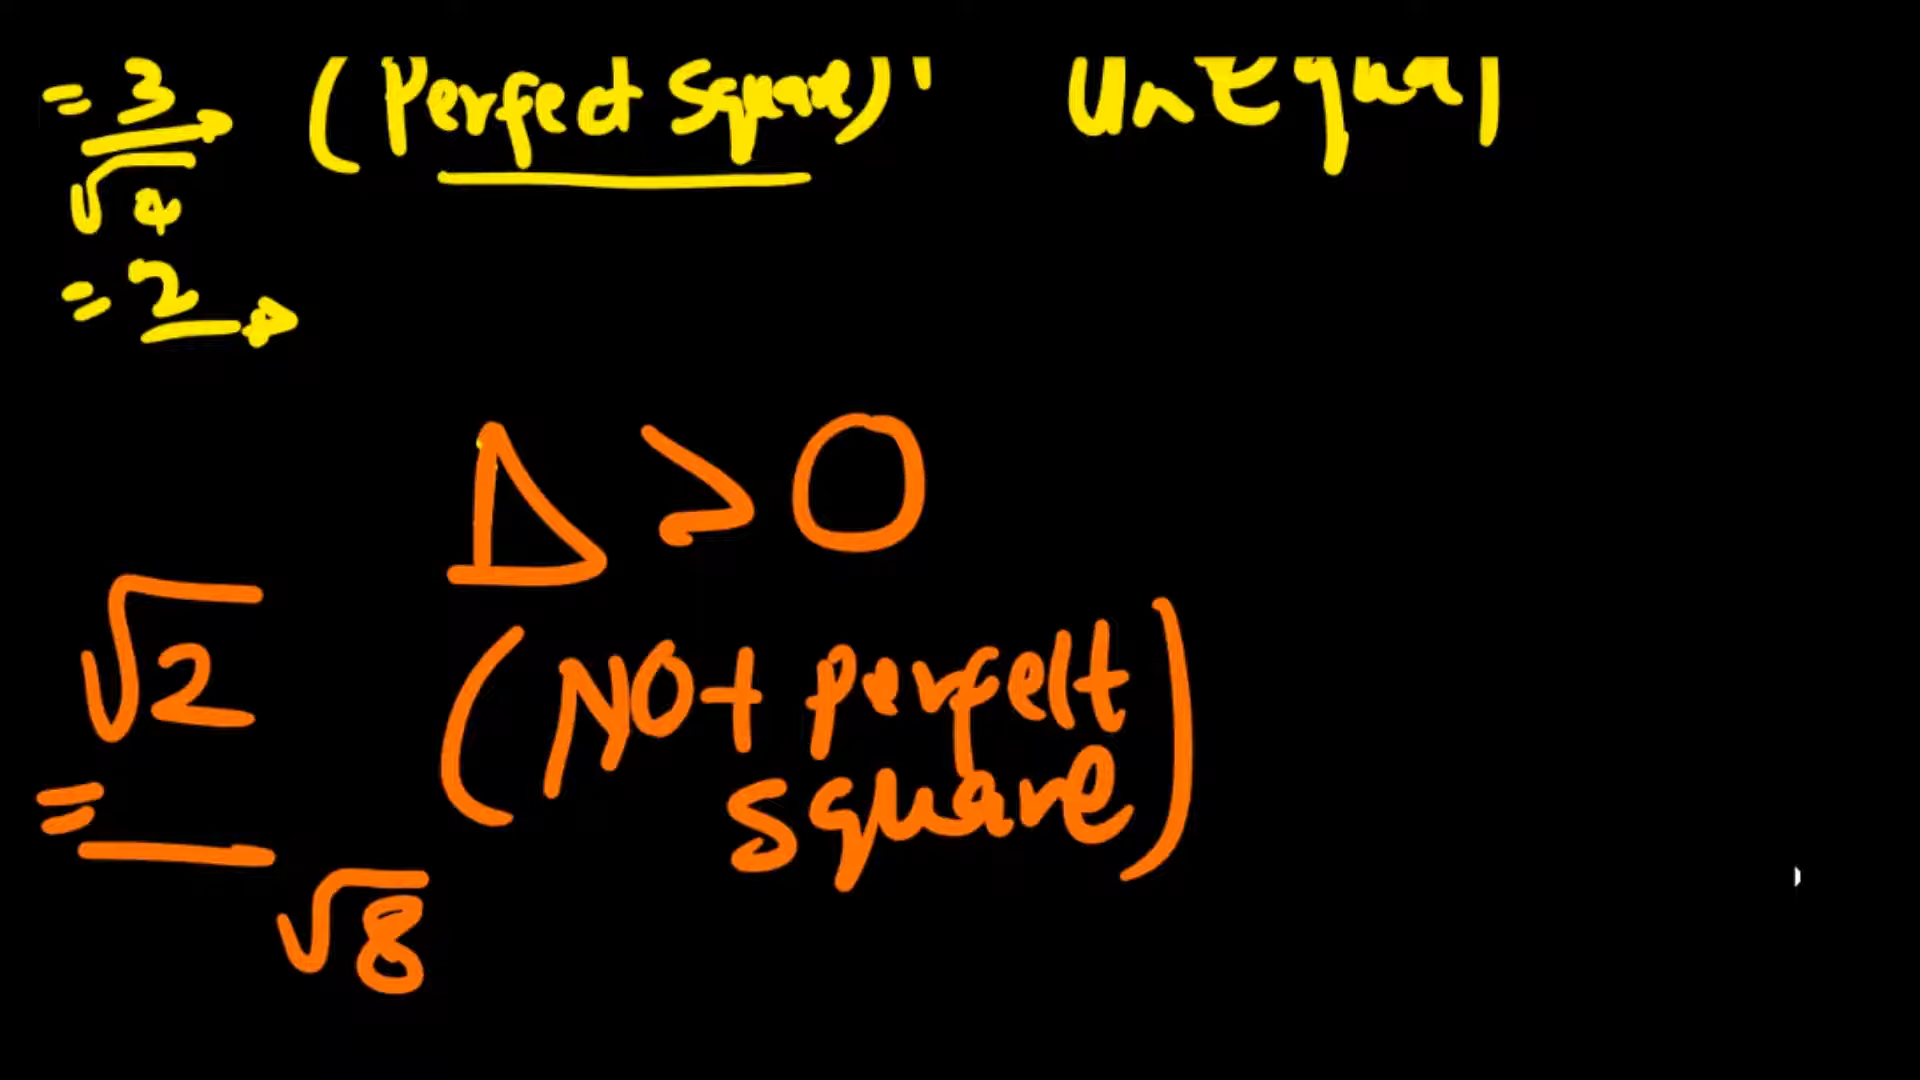 = 3 (Perfect Square)' UnEqual
√4
= 2
Δ > 0
√2 (NOt perfelt
= square)
√8